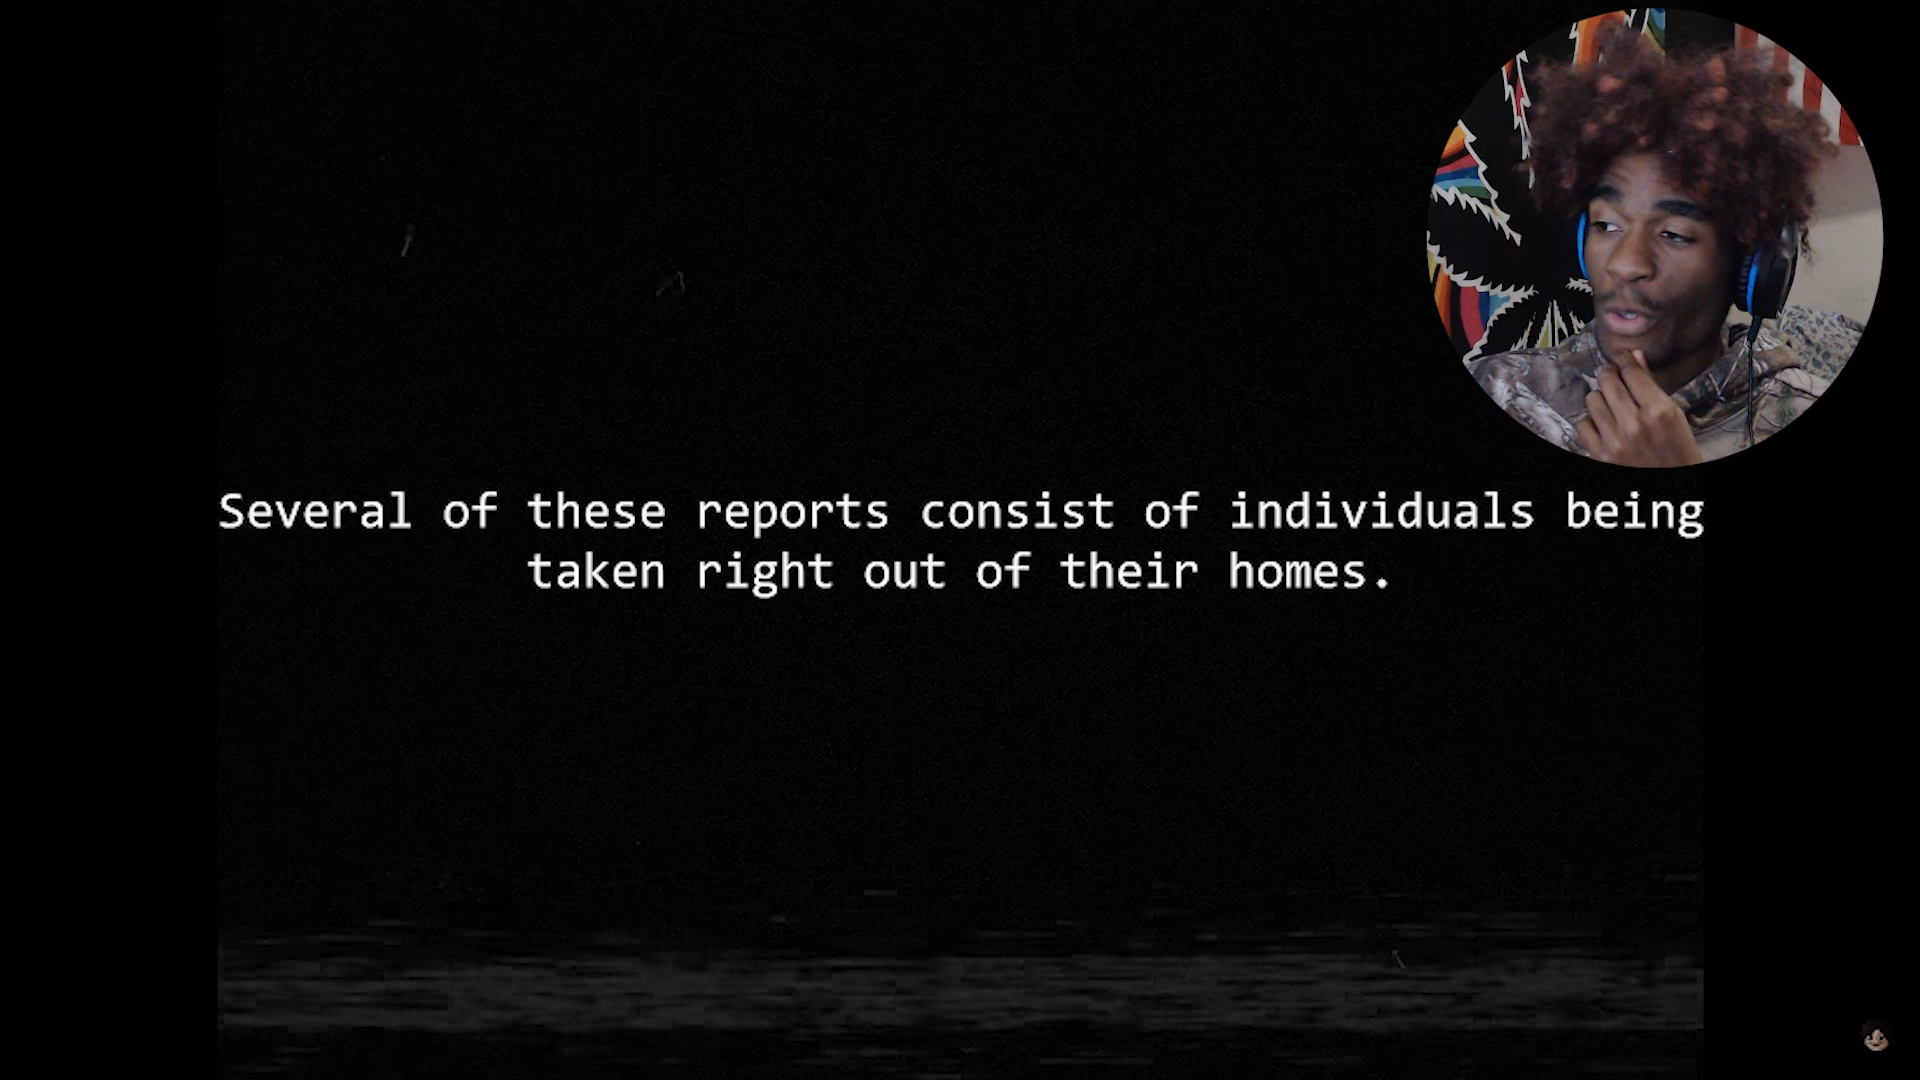 Several of these reports consist of individuals being
taken right out of their homes.